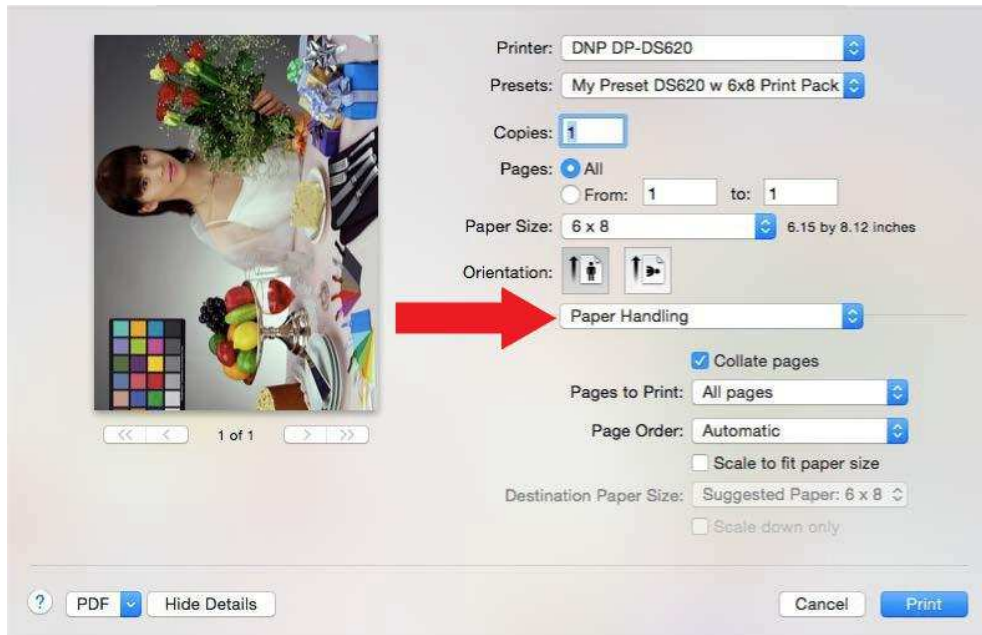 Printer: DNP DP-DS620
Presets: My Preset DS620 w 6x8 Print Pack
Copies: 1
Pages: All
From: 1 to: 1
Paper Size: 6 x 8 6.15 by 8.12 inches
Orientation:
Paper Handling
Collate pages
Pages to Print: All pages
Page Order: Automatic
Scale to fit paper size
Destination Paper Size: Suggested Paper: 6 x 8
Scale down only
<< < 1 of 1 > >>
? PDF Hide Details Cancel Print